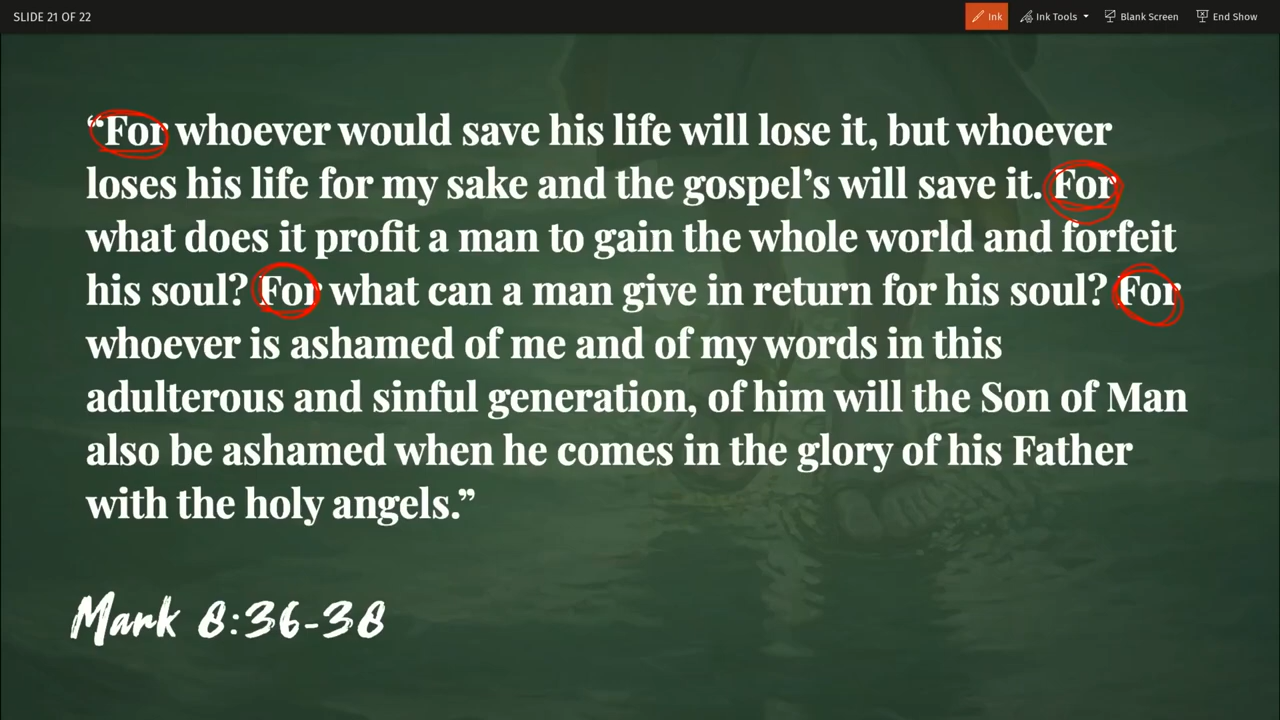 SLIDE 21 OF 22
Ink
Ink Tools
Blank Screen
End Show
“For whoever would save his life will lose it, but whoever
loses his life for my sake and the gospel’s will save it. For
what does it profit a man to gain the whole world and forfeit
his soul? For what can a man give in return for his soul? For
whoever is ashamed of me and of my words in this
adulterous and sinful generation, of him will the Son of Man
also be ashamed when he comes in the glory of his Father
with the holy angels.”
Mark 8:36-38